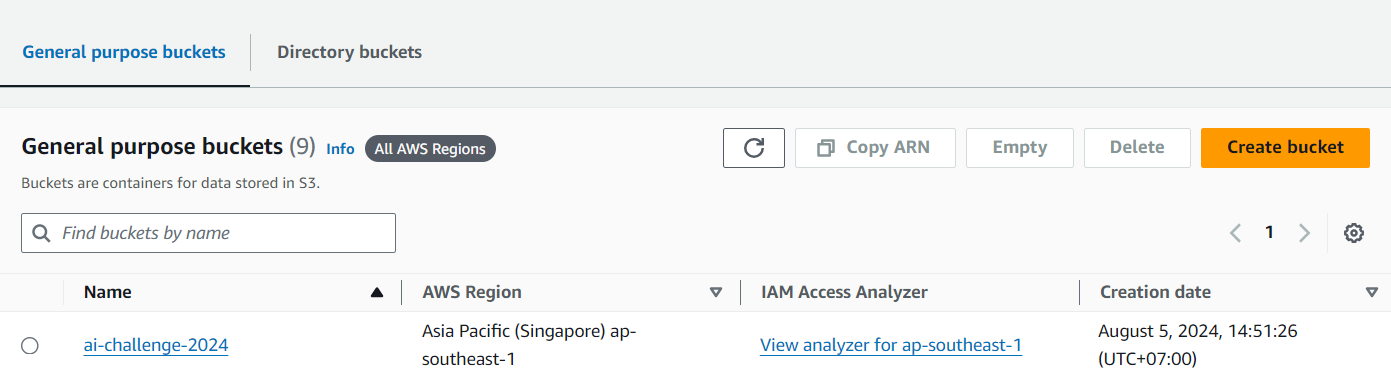 General purpose buckets Directory buckets
General purpose buckets (9) Info All AWS Regions Copy ARN Empty Delete Create bucket
Buckets are containers for data stored in S3.
Find buckets by name 1
Name AWS Region IAM Access Analyzer Creation date
ai-challenge-2024 Asia Pacific (Singapore) ap- View analyzer for ap-southeast-1 August 5, 2024, 14:51:26
southeast-1 (UTC+07:00)